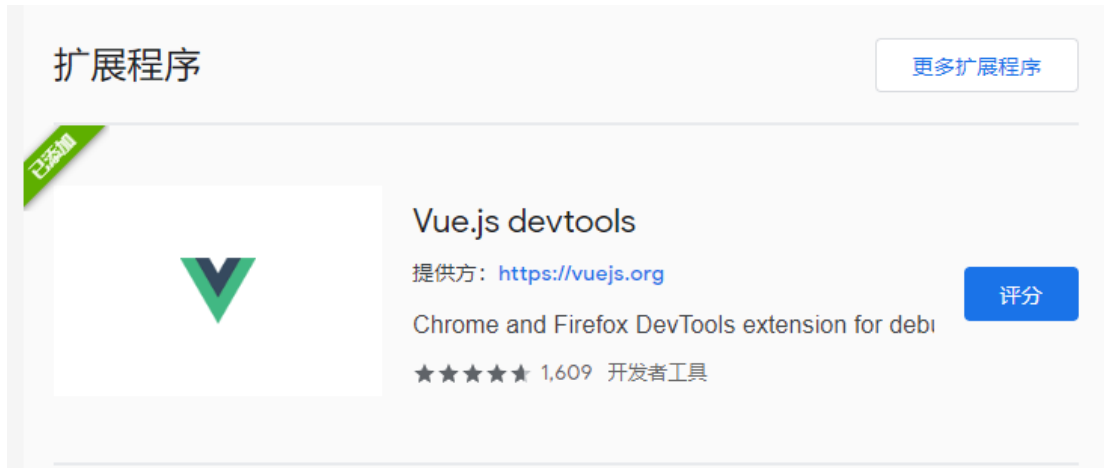 扩展程序
更多扩展程序
已添加
Vue.js devtools
提供方：https://vuejs.org
评分
Chrome and Firefox DevTools extension for
1,609 开发者工具